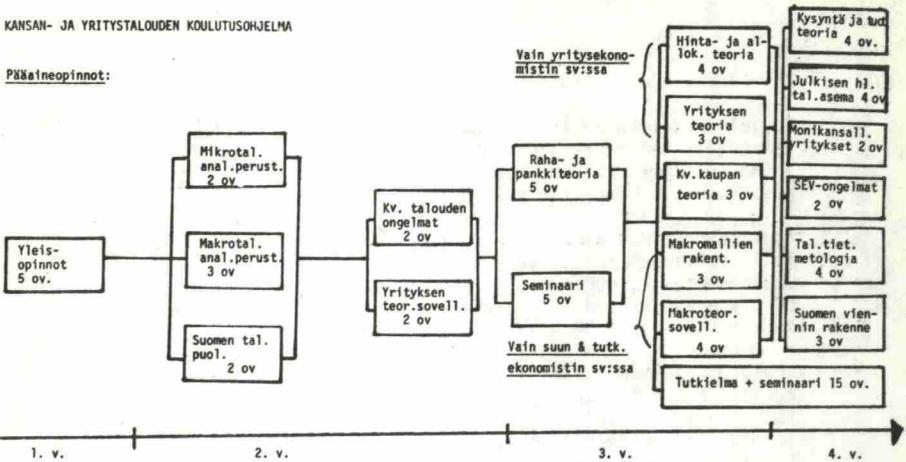 KANSAN- JA YRITYSTALOUDEN KOULUTUSOHJELMA
Pääaineopinnot:
Yleis-
opinnot
5 ov.
Mikrotal.
anal.perust.
2 ov
Makrotal.
anal.perust.
3 ov
Suomen tal.
puol.
2 ov
Kv. talouden
ongelmat
2 ov
Yrityksen
teor.sovell.
2 ov
Raha- ja
pankkiteoria
5 ov
Seminaari
5 ov
Vain yritysekono-
mistin sv:ssa
Vain suun & tutk.
ekonomistin sv:ssa
Hinta- ja al-
lok. teoria
4 ov
Yrityksen
teoria
3 ov
Kv.kaupan
teoria 3 ov
Makromallien
rakent.
3 ov
Makroteor.
sovell.
4 ov
Tutkielma + seminaari 15 ov.
Kysyntä ja tuot
teoria
4 ov.
Julkisen hl.
tal.asema 4 ov
Monikansall.
yritykset 2 ov
SEV-ongelmat
2 ov
Tal.tiet.
metologia
4 ov
Suomen vien-
nin rakenne
3 ov
1. v.
2. v.
3. v.
4. v.